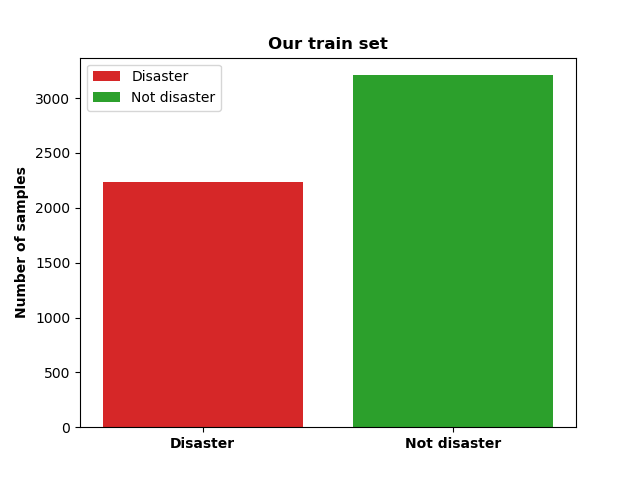 Our train set
Disaster
Not disaster
Number of samples
3000
2500
2000
1500
1000
500
0
Disaster
Not disaster